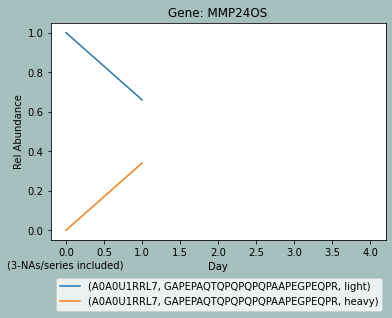 Gene: MMP24OS
1.0
0.8
0.6
0.4
0.2
0.0
Rel Abundance
0.0 0.5 1.0 1.5 2.0 2.5 3.0 3.5 4.0
(3-NAs/series included)
Day
(A0A0U1RRL7, GAPEPAQTQPQPQPQPAAPEGPEQPR, light)
(A0A0U1RRL7, GAPEPAQTQPQPQPQPAAPEGPEQPR, heavy)